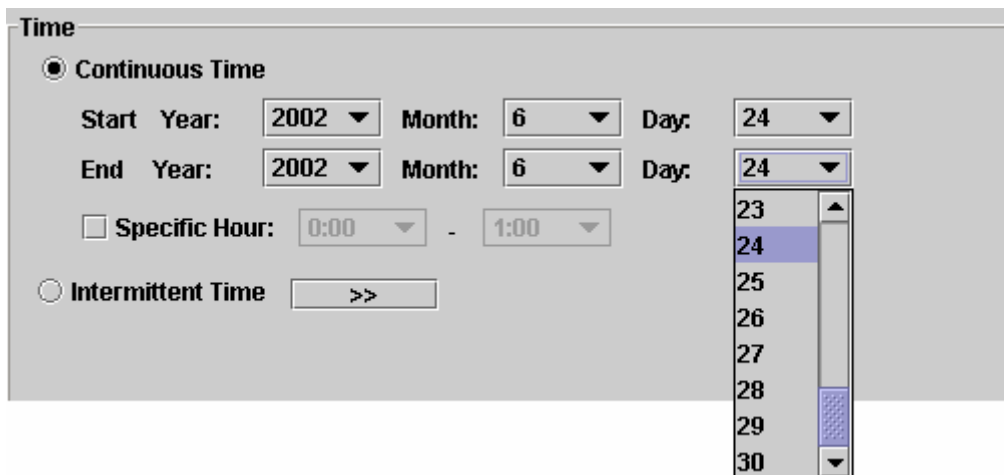 Time
Continuous Time
Start Year: 2002 Month: 6 Day: 24
End Year: 2002 Month: 6 Day: 24
Specific Hour: 0:00 - 1:00
Intermittent Time >>
23
24
25
26
27
28
29
30